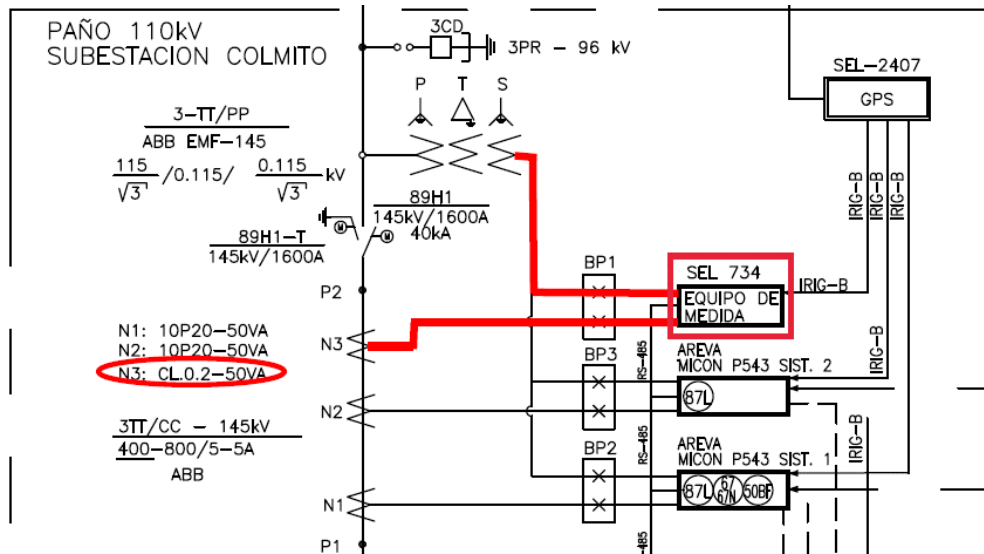 PAÑO 110kV
SUBESTACION COLMITO
3CD
3PR – 96 kV
P T S
SEL–2407
GPS
3–TT/PP
ABB EMF–145
115/√3 /0.115/ 0.115/√3 kV
IRIG–B
IRIG–B
IRIG–B
89H1
145kV/1600A
40kA
M
M
89H1–T
145kV/1600A
BP1
SEL 734
EQUIPO DE
MEDIDA
IRIG–B
P2
N1: 10P20–50VA
N2: 10P20–50VA
N3: CL.0.2–50VA
N3
BP3
RS–485
AREVA
MICON P543 SIST. 2
87L
IRIG–B
N2
3TT/CC – 145kV
400–800/5–5A
ABB
BP2
RS–485
AREVA
MICON P543 SIST. 1
87L
67
67N
50BF
IRIG–B
N1
P1
–485